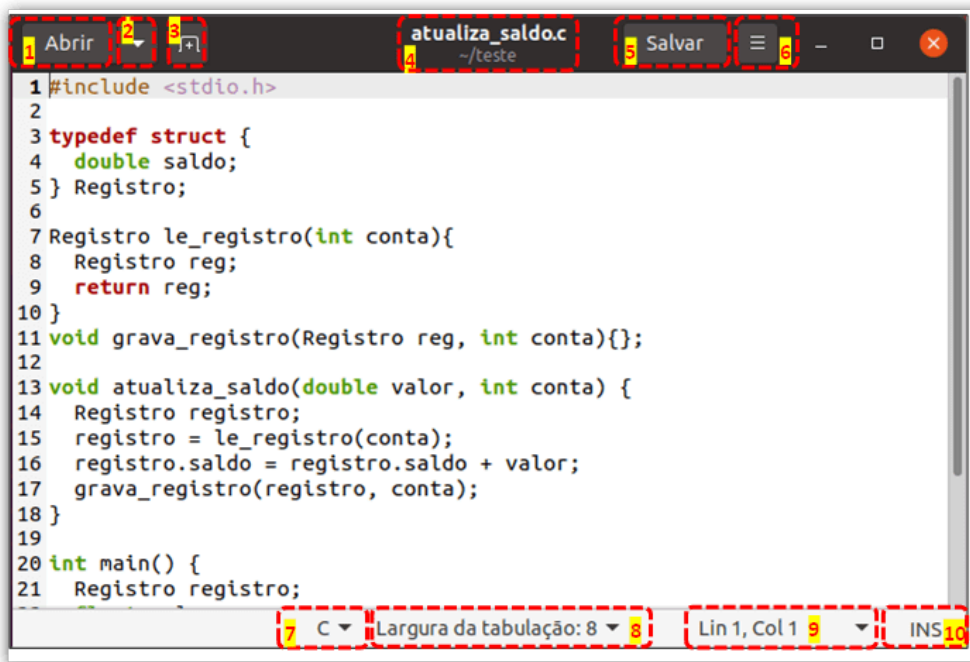 1 Abrir 2 3 atualiza_saldo.c 5 Salvar 6
4 ~/teste
1 #include <stdio.h>
2
3 typedef struct {
4   double saldo;
5 } Registro;
6
7 Registro le_registro(int conta){
8   Registro reg;
9   return reg;
10 }
11 void grava_registro(Registro reg, int conta){};
12
13 void atualiza_saldo(double valor, int conta) {
14   Registro registro;
15   registro = le_registro(conta);
16   registro.saldo = registro.saldo + valor;
17   grava_registro(registro, conta);
18 }
19
20 int main() {
21   Registro registro;
7 C Largura da tabulação: 8 8 Lin 1, Col 1 9 INS 10